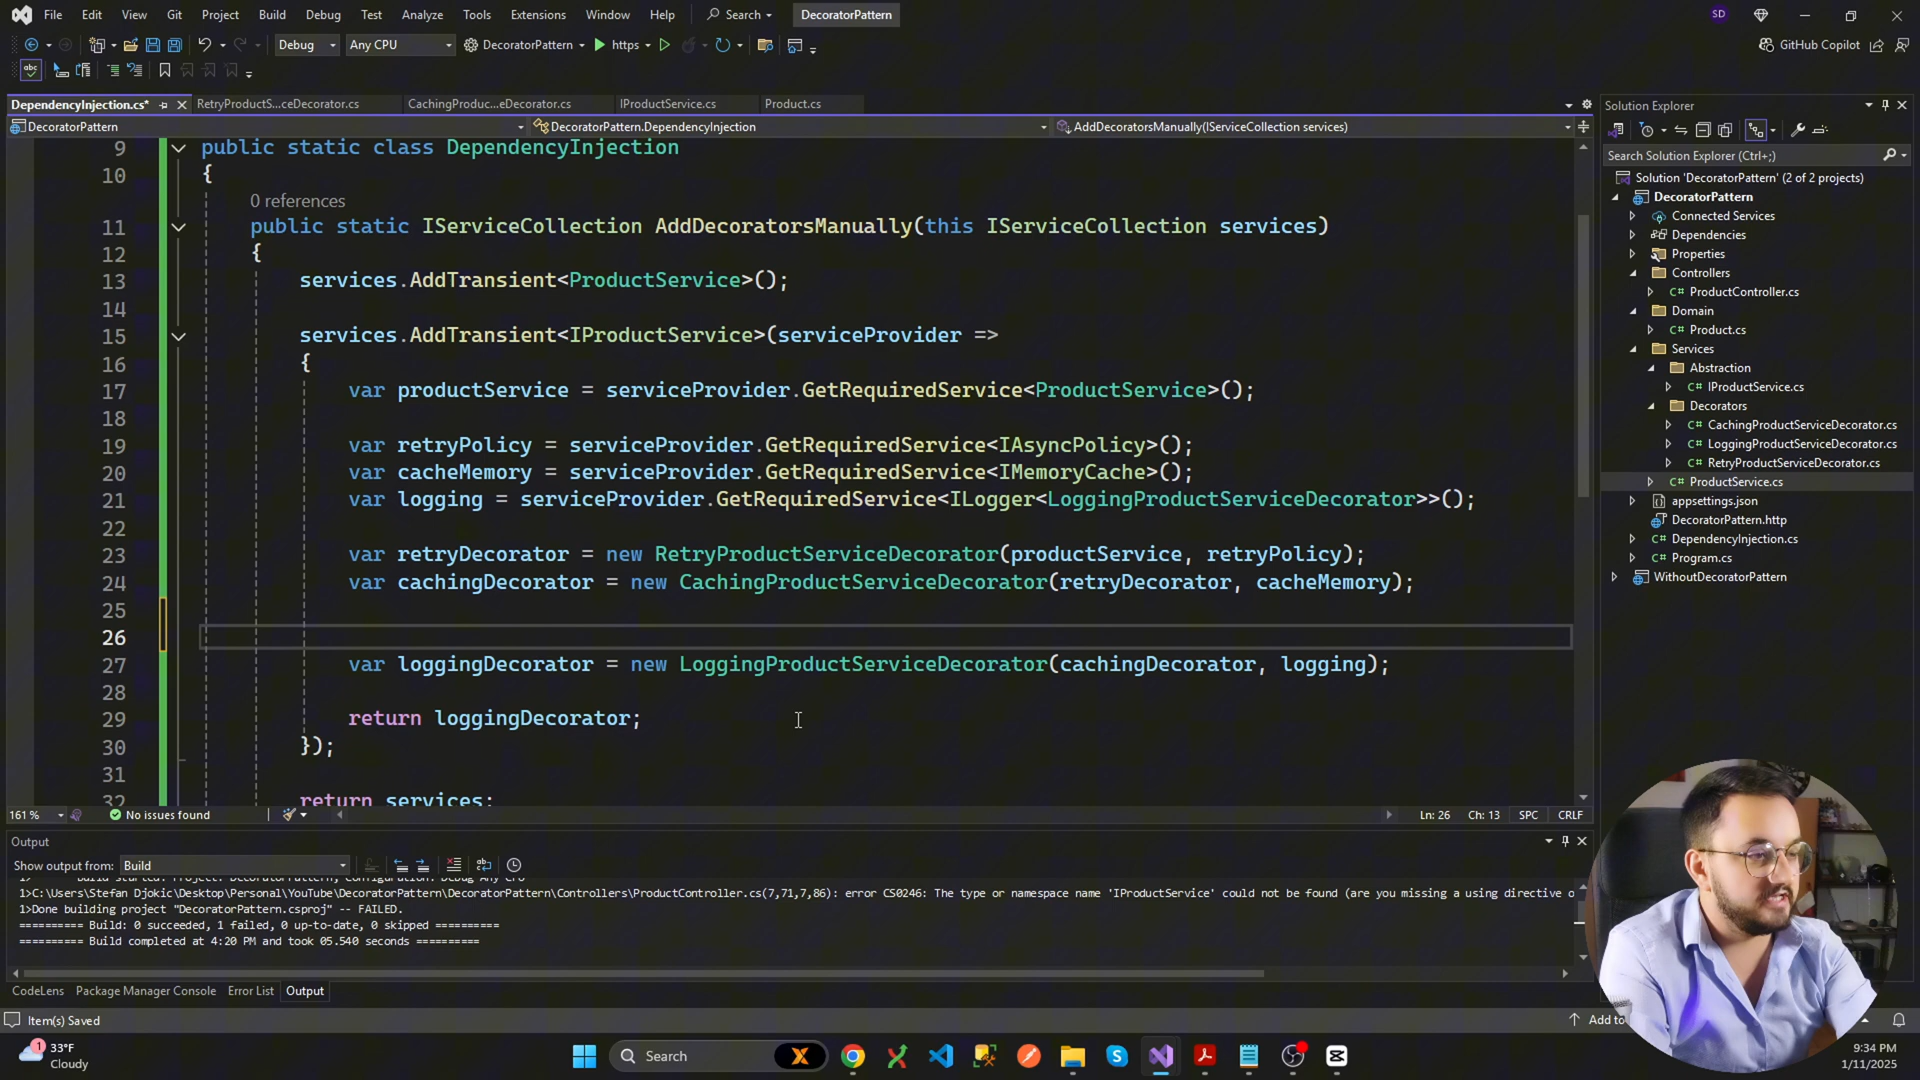 File Edit View Git Project Build Debug Test Analyze Tools Extensions Window Help Search DecoratorPattern SD
Debug Any CPU DecoratorPattern https GitHub Copilot
DependencyInjection.cs* RetryProductS...ceDecorator.cs CachingProduc...eDecorator.cs IProductService.cs Product.cs
DecoratorPattern DecoratorPattern.DependencyInjection AddDecoratorsManually(IServiceCollection services)
9 public static class DependencyInjection
10 {
0 references
11 public static IServiceCollection AddDecoratorsManually(this IServiceCollection services)
12 {
13 services.AddTransient<ProductService>();
14
15 services.AddTransient<IProductService>(serviceProvider =>
16 {
17 var productService = serviceProvider.GetRequiredService<ProductService>();
18
19 var retryPolicy = serviceProvider.GetRequiredService<IAsyncPolicy>();
20 var cacheMemory = serviceProvider.GetRequiredService<IMemoryCache>();
21 var logging = serviceProvider.GetRequiredService<ILogger<LoggingProductServiceDecorator>>();
22
23 var retryDecorator = new RetryProductServiceDecorator(productService, retryPolicy);
24 var cachingDecorator = new CachingProductServiceDecorator(retryDecorator, cacheMemory);
25
26
27 var loggingDecorator = new LoggingProductServiceDecorator(cachingDecorator, logging);
28
29 return loggingDecorator;
30 });
31
32 return services;
161 % No issues found Ln: 26 Ch: 13 SPC CRLF
Output
Show output from: Build
1>C:\Users\Stefan Djokic\Desktop\Personal\YouTube\DecoratorPattern\DecoratorPattern\Controllers\ProductController.cs(7,71,7,86): error CS0246: The type or namespace name 'IProductService' could not be found (are you missing a using directive o
1>Done building project "DecoratorPattern.csproj" -- FAILED.
========== Build: 0 succeeded, 1 failed, 0 up-to-date, 0 skipped ==========
========== Build completed at 4:20 PM and took 05.540 seconds ==========
CodeLens Package Manager Console Error List Output
Item(s) Saved Add to
Solution Explorer
Search Solution Explorer (Ctrl+;)
Solution 'DecoratorPattern' (2 of 2 projects)
DecoratorPattern
Connected Services
Dependencies
Properties
Controllers
C# ProductController.cs
Domain
C# Product.cs
Services
Abstraction
C# IProductService.cs
Decorators
C# CachingProductServiceDecorator.cs
C# LoggingProductServiceDecorator.cs
C# RetryProductServiceDecorator.cs
C# ProductService.cs
appsettings.json
DecoratorPattern.http
C# DependencyInjection.cs
C# Program.cs
WithoutDecoratorPattern
1 33°F
Cloudy
Search
9:34 PM
1/11/2025